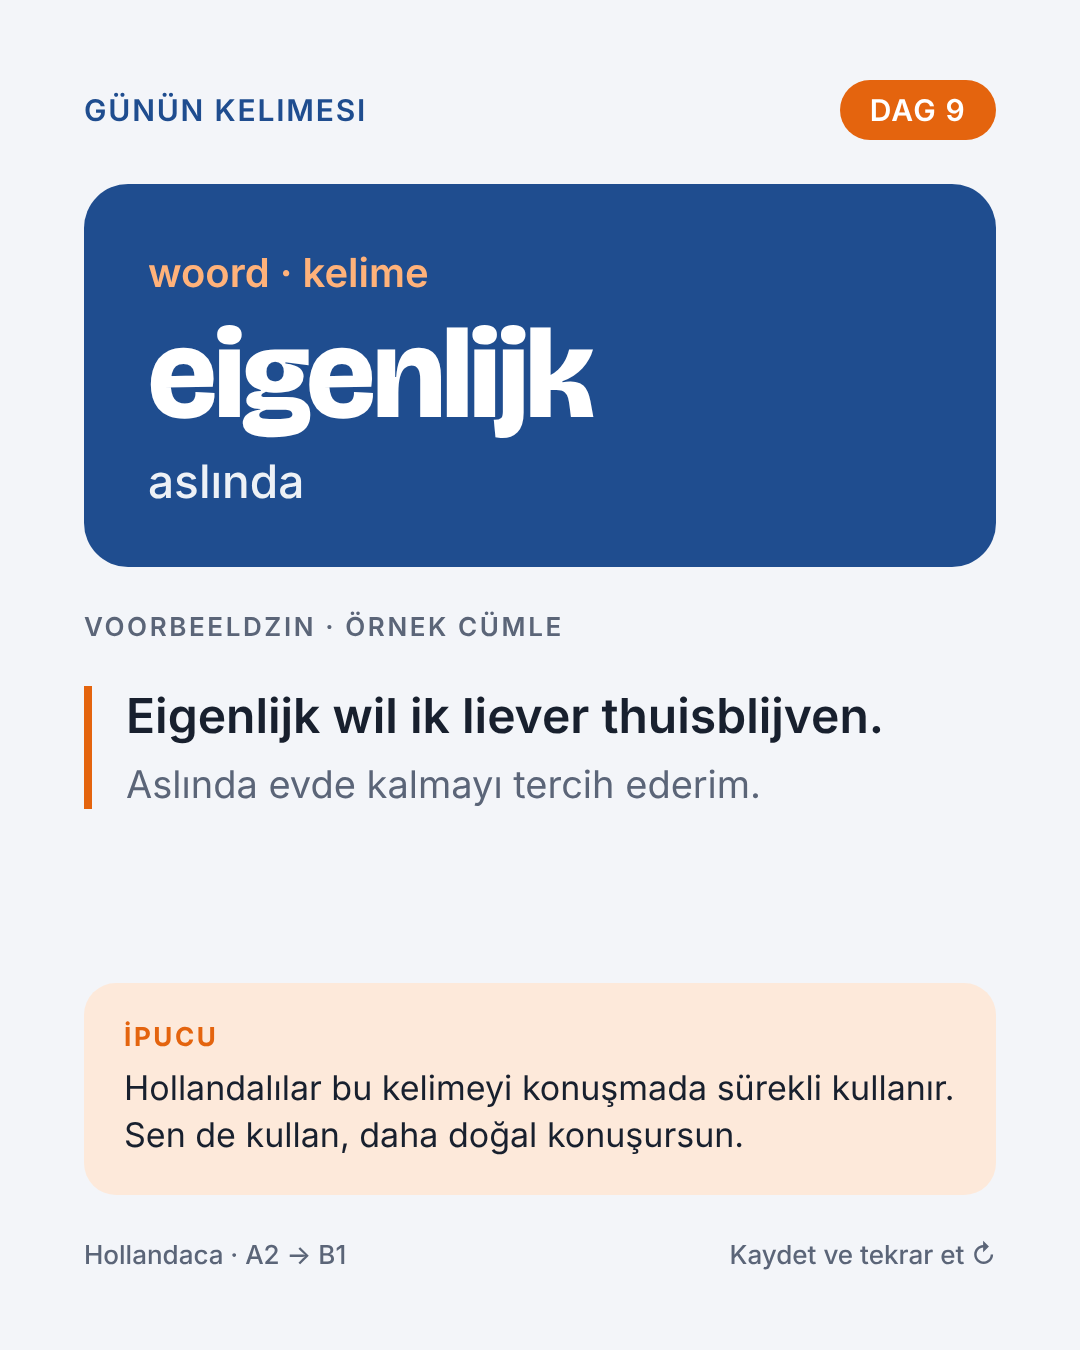 GÜNÜN KELIMESI
DAG 9
woord · kelime
eigenlijk
aslında
VOORBEELDZIN · ÖRNEK CÜMLE
Eigenlijk wil ik liever thuisblijven.
Aslında evde kalmayı tercih ederim.
İPUCU
Hollandalılar bu kelimeyi konuşmada sürekli kullanır.
Sen de kullan, daha doğal konuşursun.
Hollandaca · A2 → B1
Kaydet ve tekrar et ↻